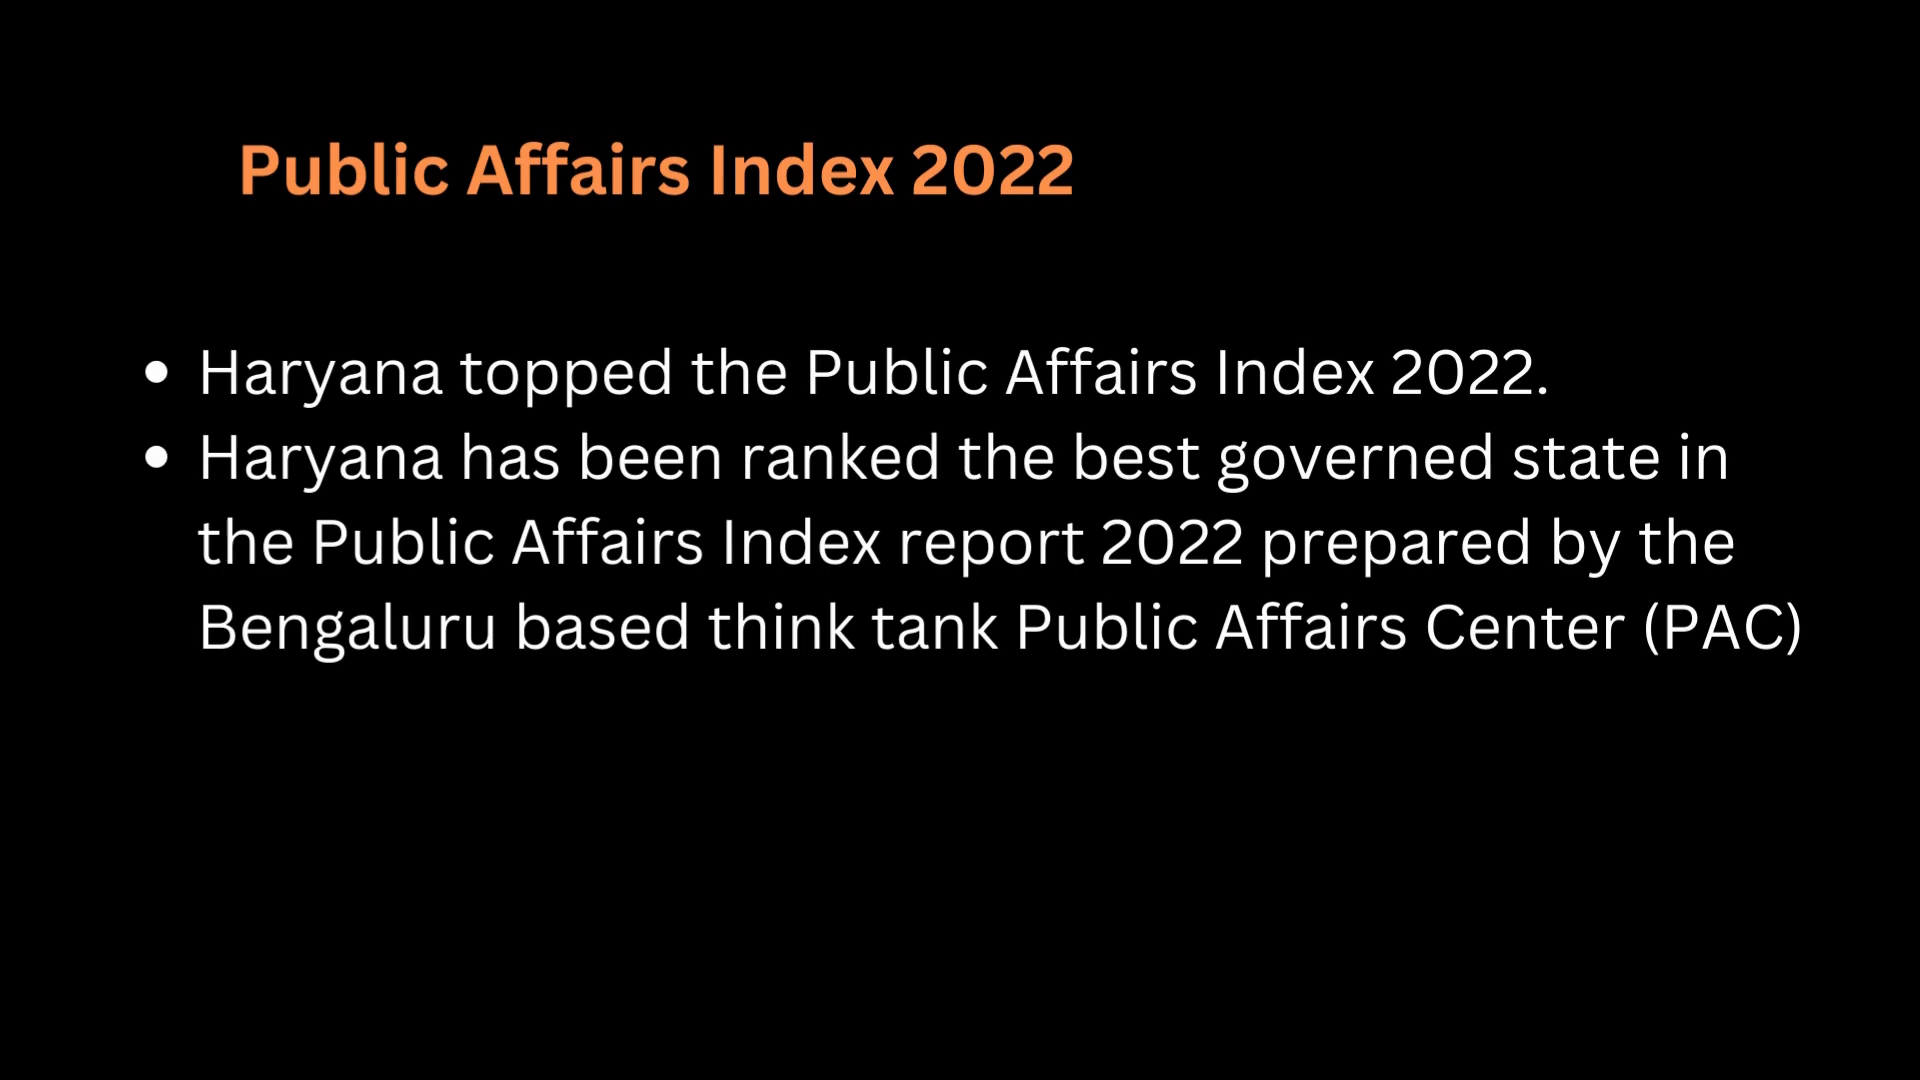 Public Affairs Index 2022
• Haryana topped the Public Affairs Index 2022.
• Haryana has been ranked the best governed state in
the Public Affairs Index report 2022 prepared by the
Bengaluru based think tank Public Affairs Center (PAC)